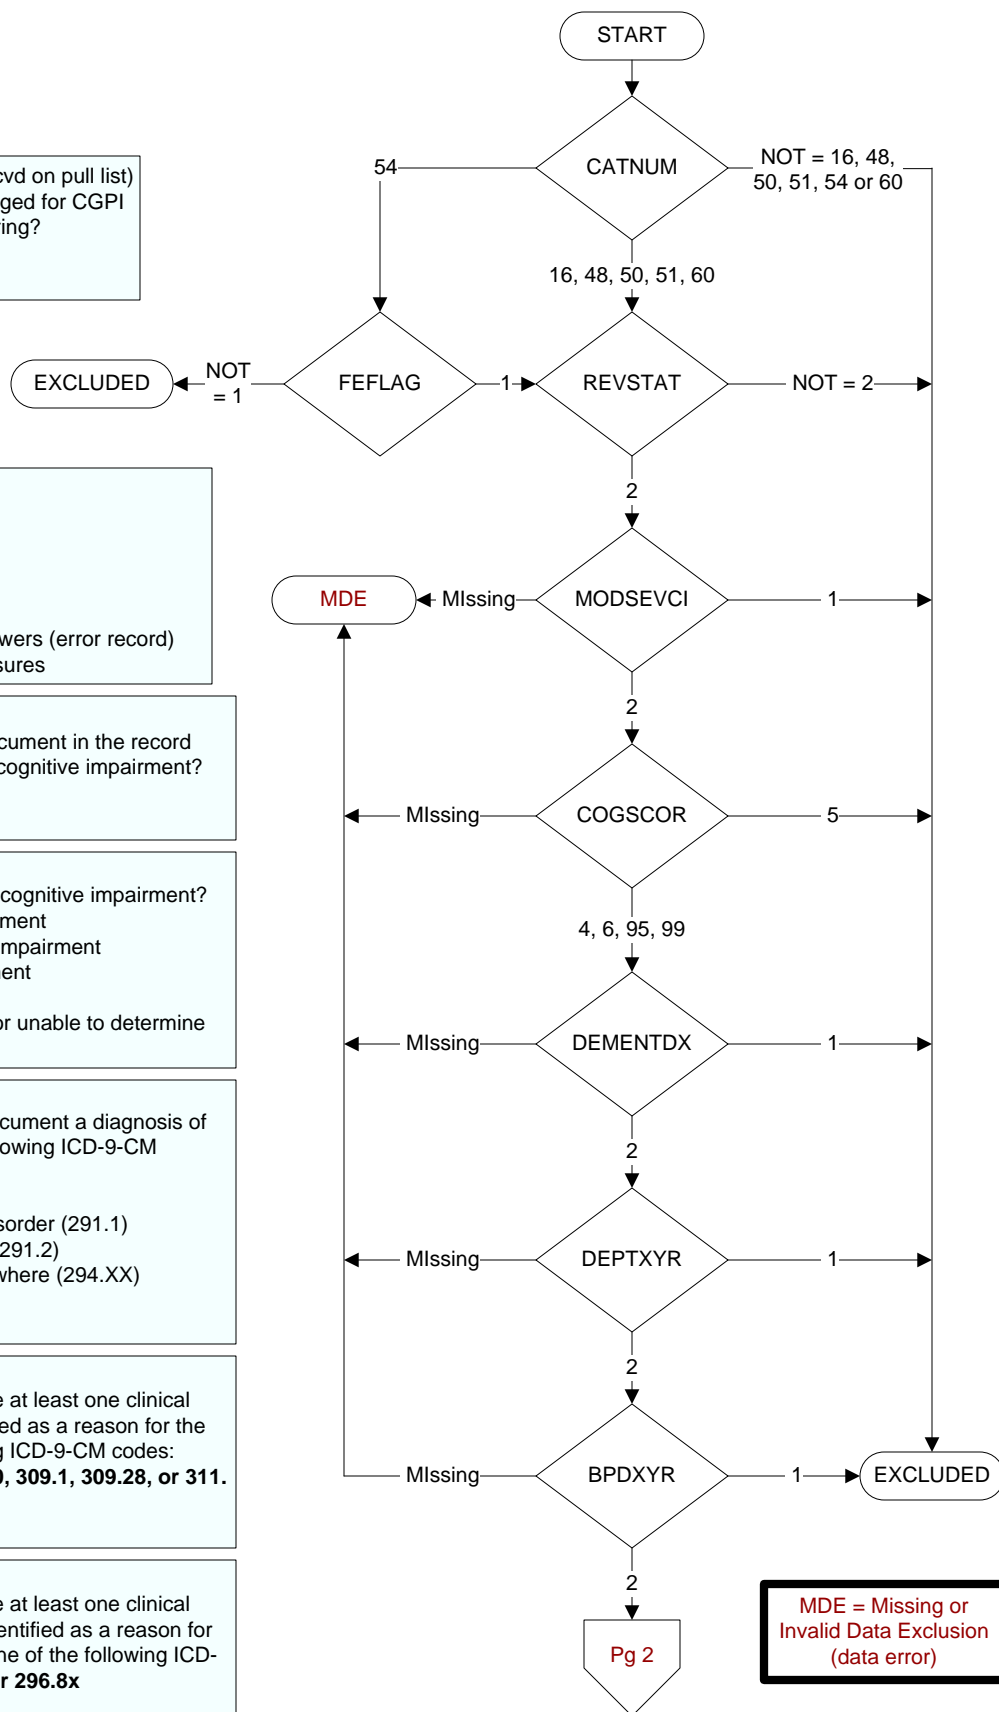 START
cvd on pull list)
ged for CGPI
ring?
54
CATNUM
NOT = 16, 48,
50, 51, 54 or 60
16, 48, 50, 51, 60
EXCLUDED
NOT
= 1
FEFLAG
1
REVSTAT
NOT = 2
2
wers (error record)
sures
MDE
MIssing
MODSEVCI
1
2
cument in the record
cognitive impairment?
MIssing
COGSCOR
5
4, 6, 95, 99
cognitive impairment?
ment
impairment
ent
or unable to determine
MIssing
DEMENTDX
1
2
cument a diagnosis of
owing ICD-9-CM
sorder (291.1)
291.2)
where (294.XX)
MIssing
DEPTXYR
1
2
e at least one clinical
ed as a reason for the
g ICD-9-CM codes:
0, 309.1, 309.28, or 311.
MIssing
BPDXYR
1
EXCLUDED
2
e at least one clinical
entified as a reason for
ne of the following ICD-
r 296.8x
Pg 2
MDE = Missing or
Invalid Data Exclusion
(data error)